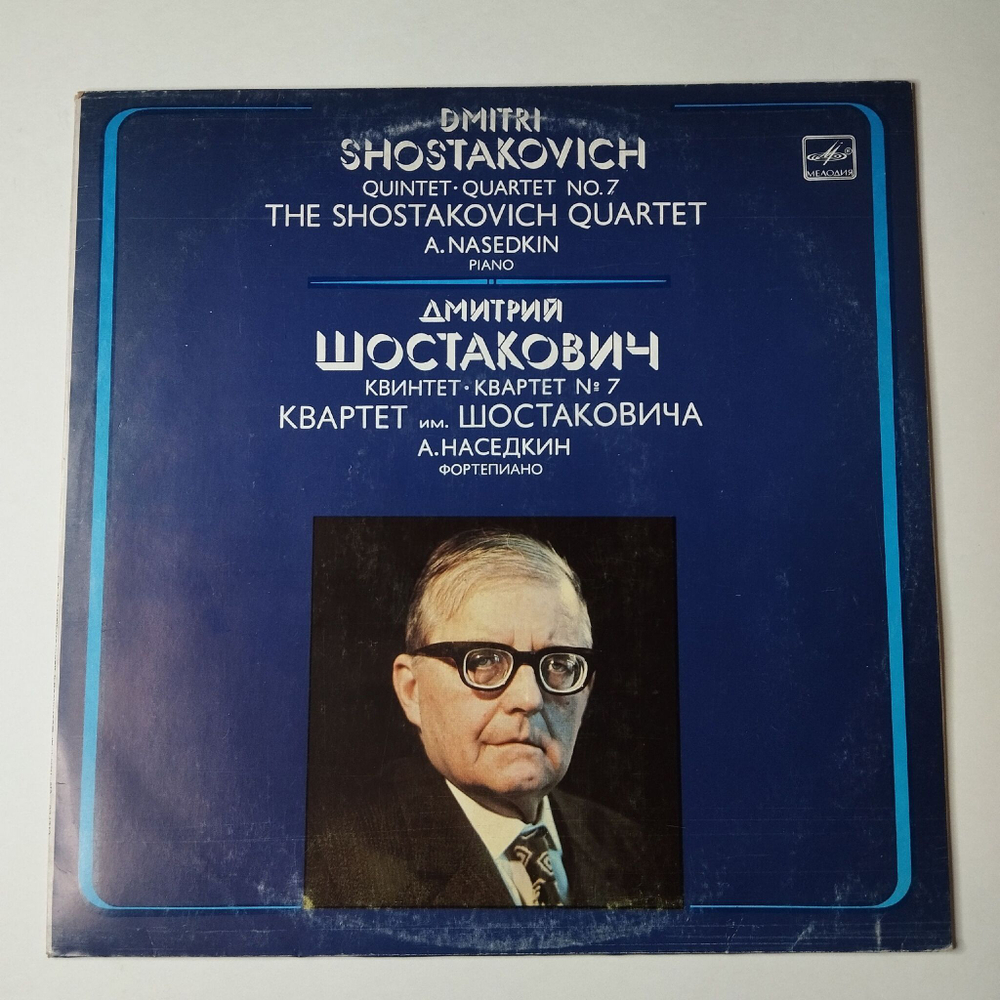 DMITRI
SHOSTAKOVICH
QUINTET · QUARTET NO. 7
THE SHOSTAKOVICH QUARTET
A. NASEDKIN
PIANO
МЕЛОДИЯ
ДМИТРИЙ
ШОСТАКОВИЧ
КВИНТЕТ · КВАРТЕТ № 7
КВАРТЕТ им. ШОСТАКОВИЧА
А. НАСЕДКИН
ФОРТЕПИАНО